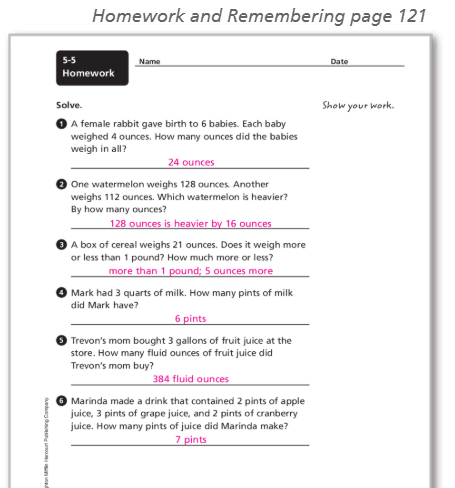 Homework and Remembering page 121
5-5
Homework
Name
Date
Solve.
Show your work.
1 A female rabbit gave birth to 6 babies. Each baby
weighed 4 ounces. How many ounces did the babies
weigh in all?
24 ounces
2 One watermelon weighs 128 ounces. Another
weighs 112 ounces. Which watermelon is heavier?
By how many ounces?
128 ounces is heavier by 16 ounces
3 A box of cereal weighs 21 ounces. Does it weigh more
or less than 1 pound? How much more or less?
more than 1 pound; 5 ounces more
4 Mark had 3 quarts of milk. How many pints of milk
did Mark have?
6 pints
5 Trevon's mom bought 3 gallons of fruit juice at the
store. How many fluid ounces of fruit juice did
Trevon's mom buy?
384 fluid ounces
6 Marinda made a drink that contained 2 pints of apple
juice, 3 pints of grape juice, and 2 pints of cranberry
juice. How many pints of juice did Marinda make?
7 pints
Mifflin Harcourt Publishing Company